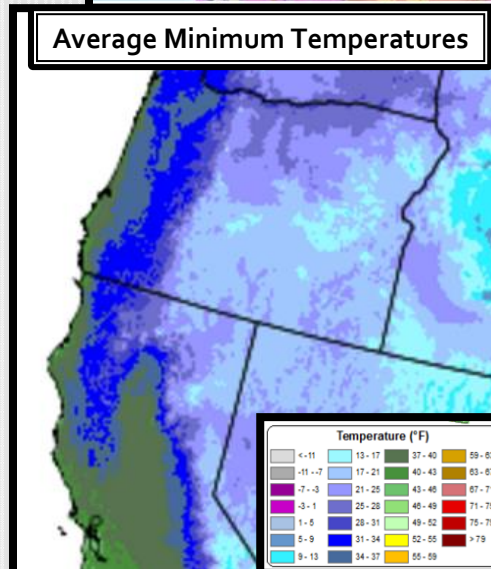 Average Minimum Temperatures
Temperature (°F)
< -11 13 - 17 37 - 40
-11 - -7 17 - 21 40 - 43
-7 - -3 21 - 25 43 - 46
-3 - 1 25 - 28 46 - 49
1 - 5 28 - 31 49 - 52
5 - 9 31 - 34 52 - 55
9 - 13 34 - 37 55 - 59 > 79